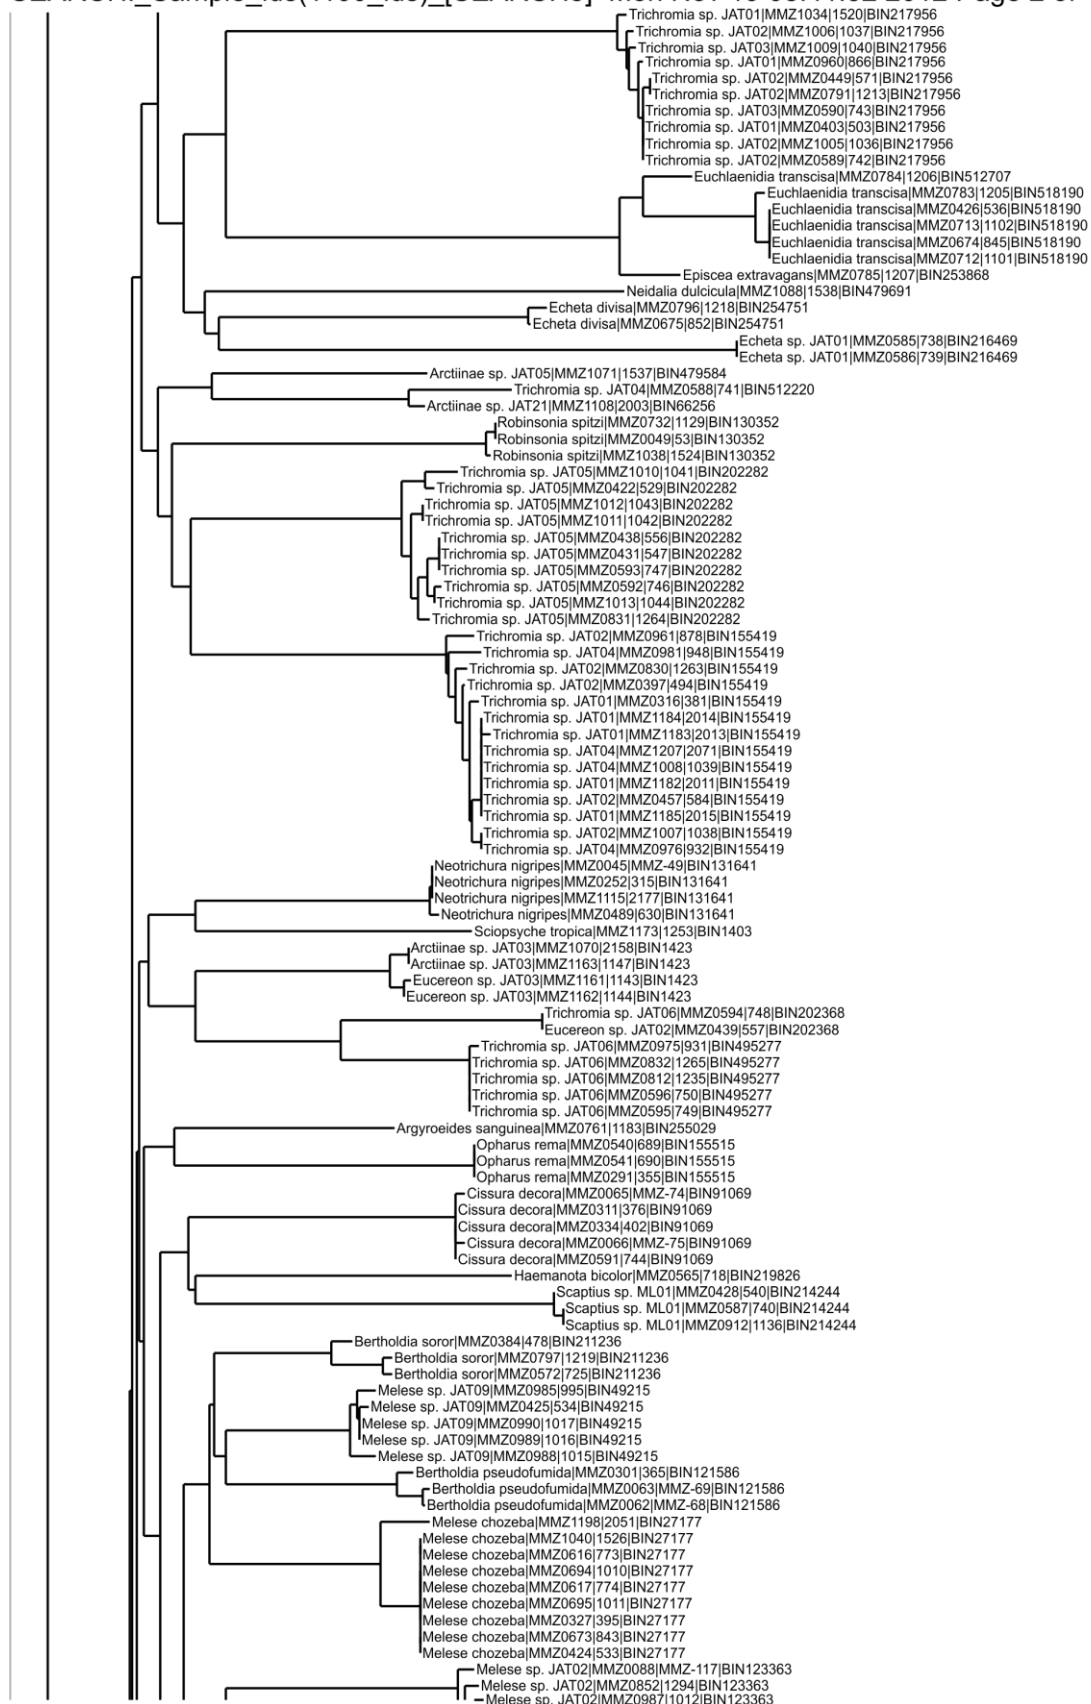 Trichromia sp. JAT01|MMZ1034|1520|BIN217956
Trichromia sp. JAT02|MMZ1006|1037|BIN217956
Trichromia sp. JAT03|MMZ1009|1040|BIN217956
Trichromia sp. JAT01|MMZ0960|866|BIN217956
Trichromia sp. JAT02|MMZ0449|571|BIN217956
Trichromia sp. JAT02|MMZ0791|1213|BIN217956
Trichromia sp. JAT03|MMZ0590|743|BIN217956
Trichromia sp. JAT01|MMZ0403|503|BIN217956
Trichromia sp. JAT02|MMZ1005|1036|BIN217956
Trichromia sp. JAT02|MMZ0589|742|BIN217956
Euchlaenidia transcisa|MMZ0784|1206|BIN512707
Euchlaenidia transcisa|MMZ0783|1205|BIN518190
Euchlaenidia transcisa|MMZ0426|536|BIN518190
Euchlaenidia transcisa|MMZ0713|1102|BIN518190
Euchlaenidia transcisa|MMZ0674|845|BIN518190
Euchlaenidia transcisa|MMZ0712|1101|BIN518190
Episcea extravagans|MMZ0785|1207|BIN253868
Neidalia dulcicula|MMZ1088|1538|BIN479691
Echeta divisa|MMZ0796|1218|BIN254751
Echeta divisa|MMZ0675|852|BIN254751
Echeta sp. JAT01|MMZ0585|738|BIN216469
Echeta sp. JAT01|MMZ0586|739|BIN216469
Arctiinae sp. JAT05|MMZ1071|1537|BIN479584
Trichromia sp. JAT04|MMZ0588|741|BIN512220
Arctiinae sp. JAT21|MMZ1108|2003|BIN66256
Robinsonia spitzi|MMZ0732|1129|BIN130352
Robinsonia spitzi|MMZ0049|53|BIN130352
Robinsonia spitzi|MMZ1038|1524|BIN130352
Trichromia sp. JAT05|MMZ1010|1041|BIN202282
Trichromia sp. JAT05|MMZ0422|529|BIN202282
Trichromia sp. JAT05|MMZ1012|1043|BIN202282
Trichromia sp. JAT05|MMZ1011|1042|BIN202282
Trichromia sp. JAT05|MMZ0438|556|BIN202282
Trichromia sp. JAT05|MMZ0431|547|BIN202282
Trichromia sp. JAT05|MMZ0593|747|BIN202282
Trichromia sp. JAT05|MMZ0592|746|BIN202282
Trichromia sp. JAT05|MMZ1013|1044|BIN202282
Trichromia sp. JAT05|MMZ0831|1264|BIN202282
Trichromia sp. JAT02|MMZ0961|878|BIN155419
Trichromia sp. JAT04|MMZ0981|948|BIN155419
Trichromia sp. JAT02|MMZ0830|1263|BIN155419
Trichromia sp. JAT02|MMZ0397|494|BIN155419
Trichromia sp. JAT01|MMZ0316|381|BIN155419
Trichromia sp. JAT01|MMZ1184|2014|BIN155419
Trichromia sp. JAT01|MMZ1183|2013|BIN155419
Trichromia sp. JAT04|MMZ1207|2071|BIN155419
Trichromia sp. JAT04|MMZ1008|1039|BIN155419
Trichromia sp. JAT01|MMZ1182|2011|BIN155419
Trichromia sp. JAT02|MMZ0457|584|BIN155419
Trichromia sp. JAT01|MMZ1185|2015|BIN155419
Trichromia sp. JAT02|MMZ1007|1038|BIN155419
Trichromia sp. JAT04|MMZ0976|932|BIN155419
Neotrichura nigripes|MMZ0045|MMZ-49|BIN131641
Neotrichura nigripes|MMZ0252|315|BIN131641
Neotrichura nigripes|MMZ1115|2177|BIN131641
Neotrichura nigripes|MMZ0489|630|BIN131641
Sciopsyche tropica|MMZ1173|1253|BIN1403
Arctiinae sp. JAT03|MMZ1070|2158|BIN1423
Arctiinae sp. JAT03|MMZ1163|1147|BIN1423
Eucereon sp. JAT03|MMZ1161|1143|BIN1423
Eucereon sp. JAT03|MMZ1162|1144|BIN1423
Trichromia sp. JAT06|MMZ0594|748|BIN202368
Eucereon sp. JAT02|MMZ0439|557|BIN202368
Trichromia sp. JAT06|MMZ0975|931|BIN495277
Trichromia sp. JAT06|MMZ0832|1265|BIN495277
Trichromia sp. JAT06|MMZ0812|1235|BIN495277
Trichromia sp. JAT06|MMZ0596|750|BIN495277
Trichromia sp. JAT06|MMZ0595|749|BIN495277
Argyroeides sanguinea|MMZ0761|1183|BIN255029
Opharus rema|MMZ0540|689|BIN155515
Opharus rema|MMZ0541|690|BIN155515
Opharus rema|MMZ0291|355|BIN155515
Cissura decora|MMZ0065|MMZ-74|BIN91069
Cissura decora|MMZ0311|376|BIN91069
Cissura decora|MMZ0334|402|BIN91069
Cissura decora|MMZ0066|MMZ-75|BIN91069
Cissura decora|MMZ0591|744|BIN91069
Haemanota bicolor|MMZ0565|718|BIN219826
Scaptius sp. ML01|MMZ0428|540|BIN214244
Scaptius sp. ML01|MMZ0587|740|BIN214244
Scaptius sp. ML01|MMZ0912|1136|BIN214244
Bertholdia soror|MMZ0384|478|BIN211236
Bertholdia soror|MMZ0797|1219|BIN211236
Bertholdia soror|MMZ0572|725|BIN211236
Melese sp. JAT09|MMZ0985|995|BIN49215
Melese sp. JAT09|MMZ0425|534|BIN49215
Melese sp. JAT09|MMZ0990|1017|BIN49215
Melese sp. JAT09|MMZ0989|1016|BIN49215
Melese sp. JAT09|MMZ0988|1015|BIN49215
Bertholdia pseudofumida|MMZ0301|365|BIN121586
Bertholdia pseudofumida|MMZ0063|MMZ-69|BIN121586
Bertholdia pseudofumida|MMZ0062|MMZ-68|BIN121586
Melese chozeba|MMZ1198|2051|BIN27177
Melese chozeba|MMZ1040|1526|BIN27177
Melese chozeba|MMZ0616|773|BIN27177
Melese chozeba|MMZ0694|1010|BIN27177
Melese chozeba|MMZ0617|774|BIN27177
Melese chozeba|MMZ0695|1011|BIN27177
Melese chozeba|MMZ0327|395|BIN27177
Melese chozeba|MMZ0673|843|BIN27177
Melese chozeba|MMZ0424|533|BIN27177
Melese sp. JAT02|MMZ0088|MMZ-117|BIN123363
Melese sp. JAT02|MMZ0852|1294|BIN123363
Melese sp. JAT02|MMZ0987|1012|BIN123363